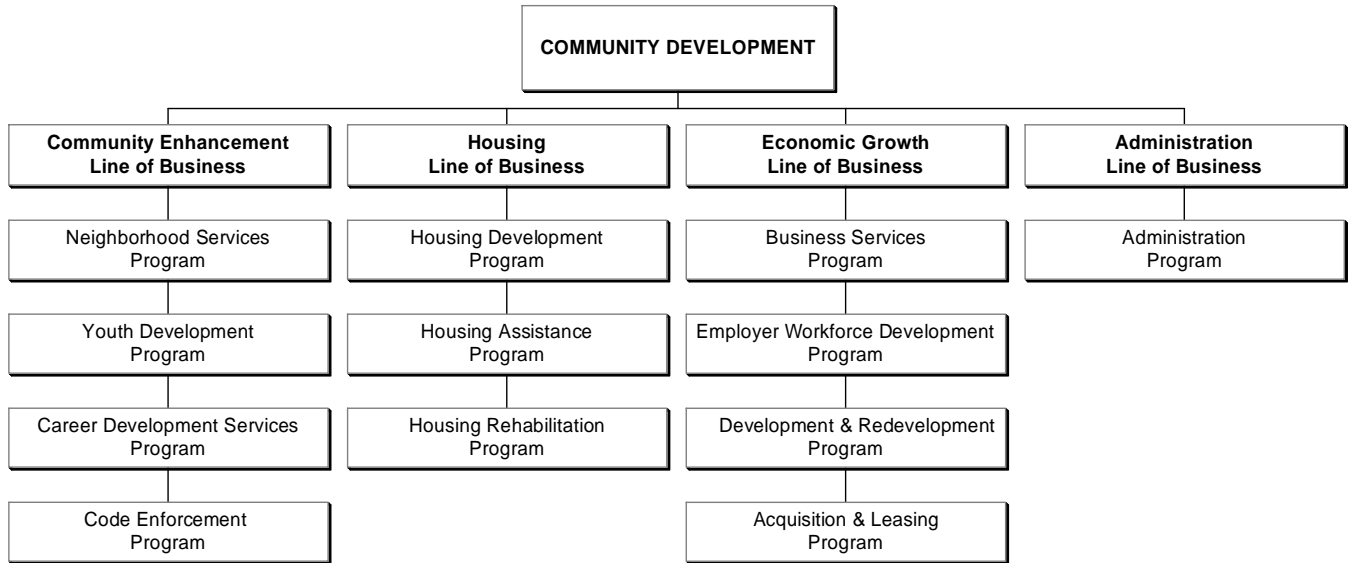 COMMUNITY DEVELOPMENT
Community Enhancement
Line of Business
Housing
Line of Business
Economic Growth
Line of Business
Administration
Line of Business
Neighborhood Services
Program
Housing Development
Program
Business Services
Program
Administration
Program
Youth Development
Program
Housing Assistance
Program
Employer Workforce Development
Program
Career Development Services
Program
Housing Rehabilitation
Program
Development & Redevelopment
Program
Code Enforcement
Program
Acquisition & Leasing
Program